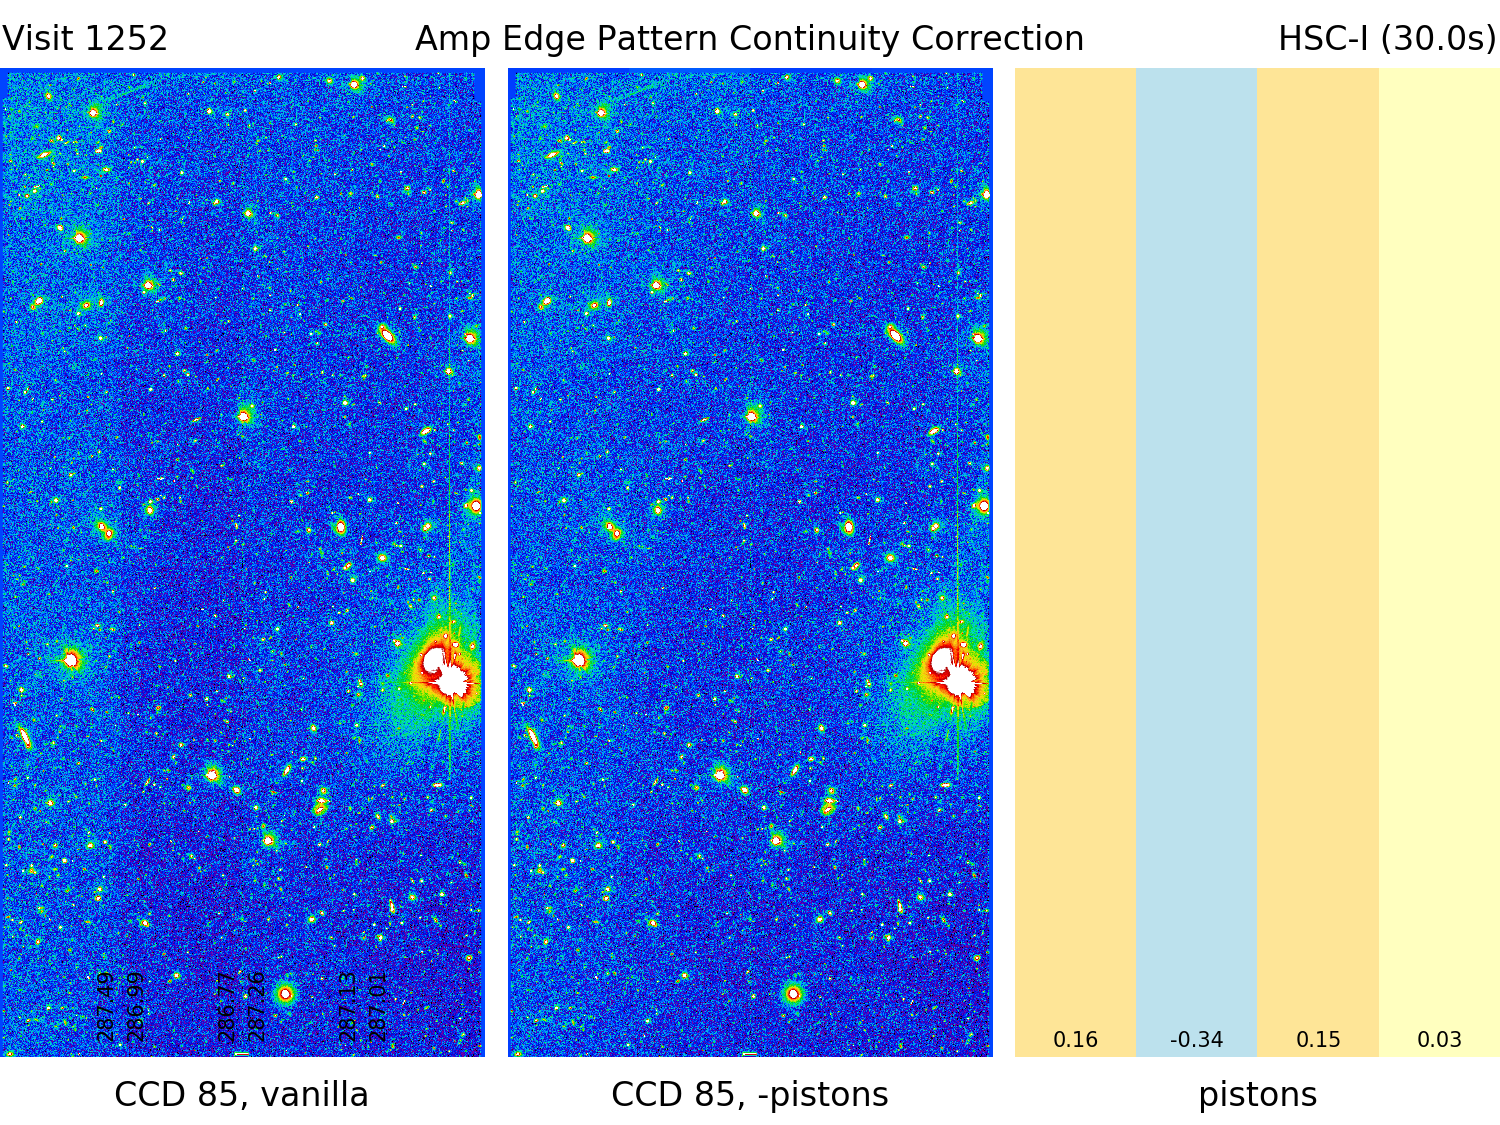 Visit 1252
Amp Edge Pattern Continuity Correction
HSC-I (30.0s)
287.49
286.99
286.77
287.26
287.13
287.01
0.16
-0.34
0.15
0.03
CCD 85, vanilla
CCD 85, -pistons
pistons